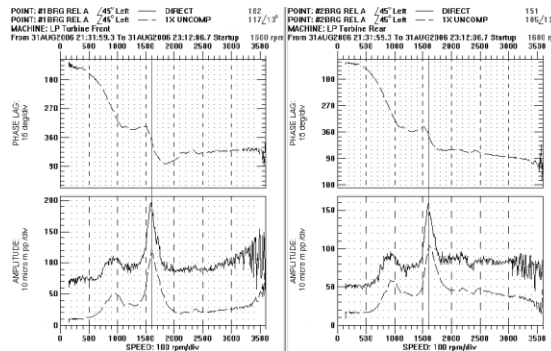 POINT: #1BRG REL A ∠45° Left — DIRECT 182
POINT: #1BRG REL A ∠45° Left -- 1X UNCOMP 117/13°
MACHINE: LP Turbine Front
From 31AUG2006 21:31:59.3 To 31AUG2006 23:12:06.7 Startup 1600 rpm
PHASE LAG:
15 deg/div
180
270
360
90
0 500 1000 1500 2000 2500 3000 3500
AMPLITUDE:
10 micro m pp /div
200
150
100
50
0
0 500 1000 1500 2000 2500 3000 3500
SPEED: 100 rpm/div
POINT: #2BRG REL A ∠45° Left — DIRECT 151
POINT: #2BRG REL A ∠45° Left -- 1X UNCOMP
MACHINE: LP Turbine Rear
From 31AUG2006 21:31:59.3 To 31AUG2006 23:12:06.7 Startup 1600
PHASE LAG:
15 deg/div
180
270
360
90
180
0 500 1000 1500 2000 2500 3000 3500
AMPLITUDE:
10 micro m pp /div
150
100
50
0
0 500 1000 1500 2000 2500 3000 3500
SPEED: 100 rpm/div